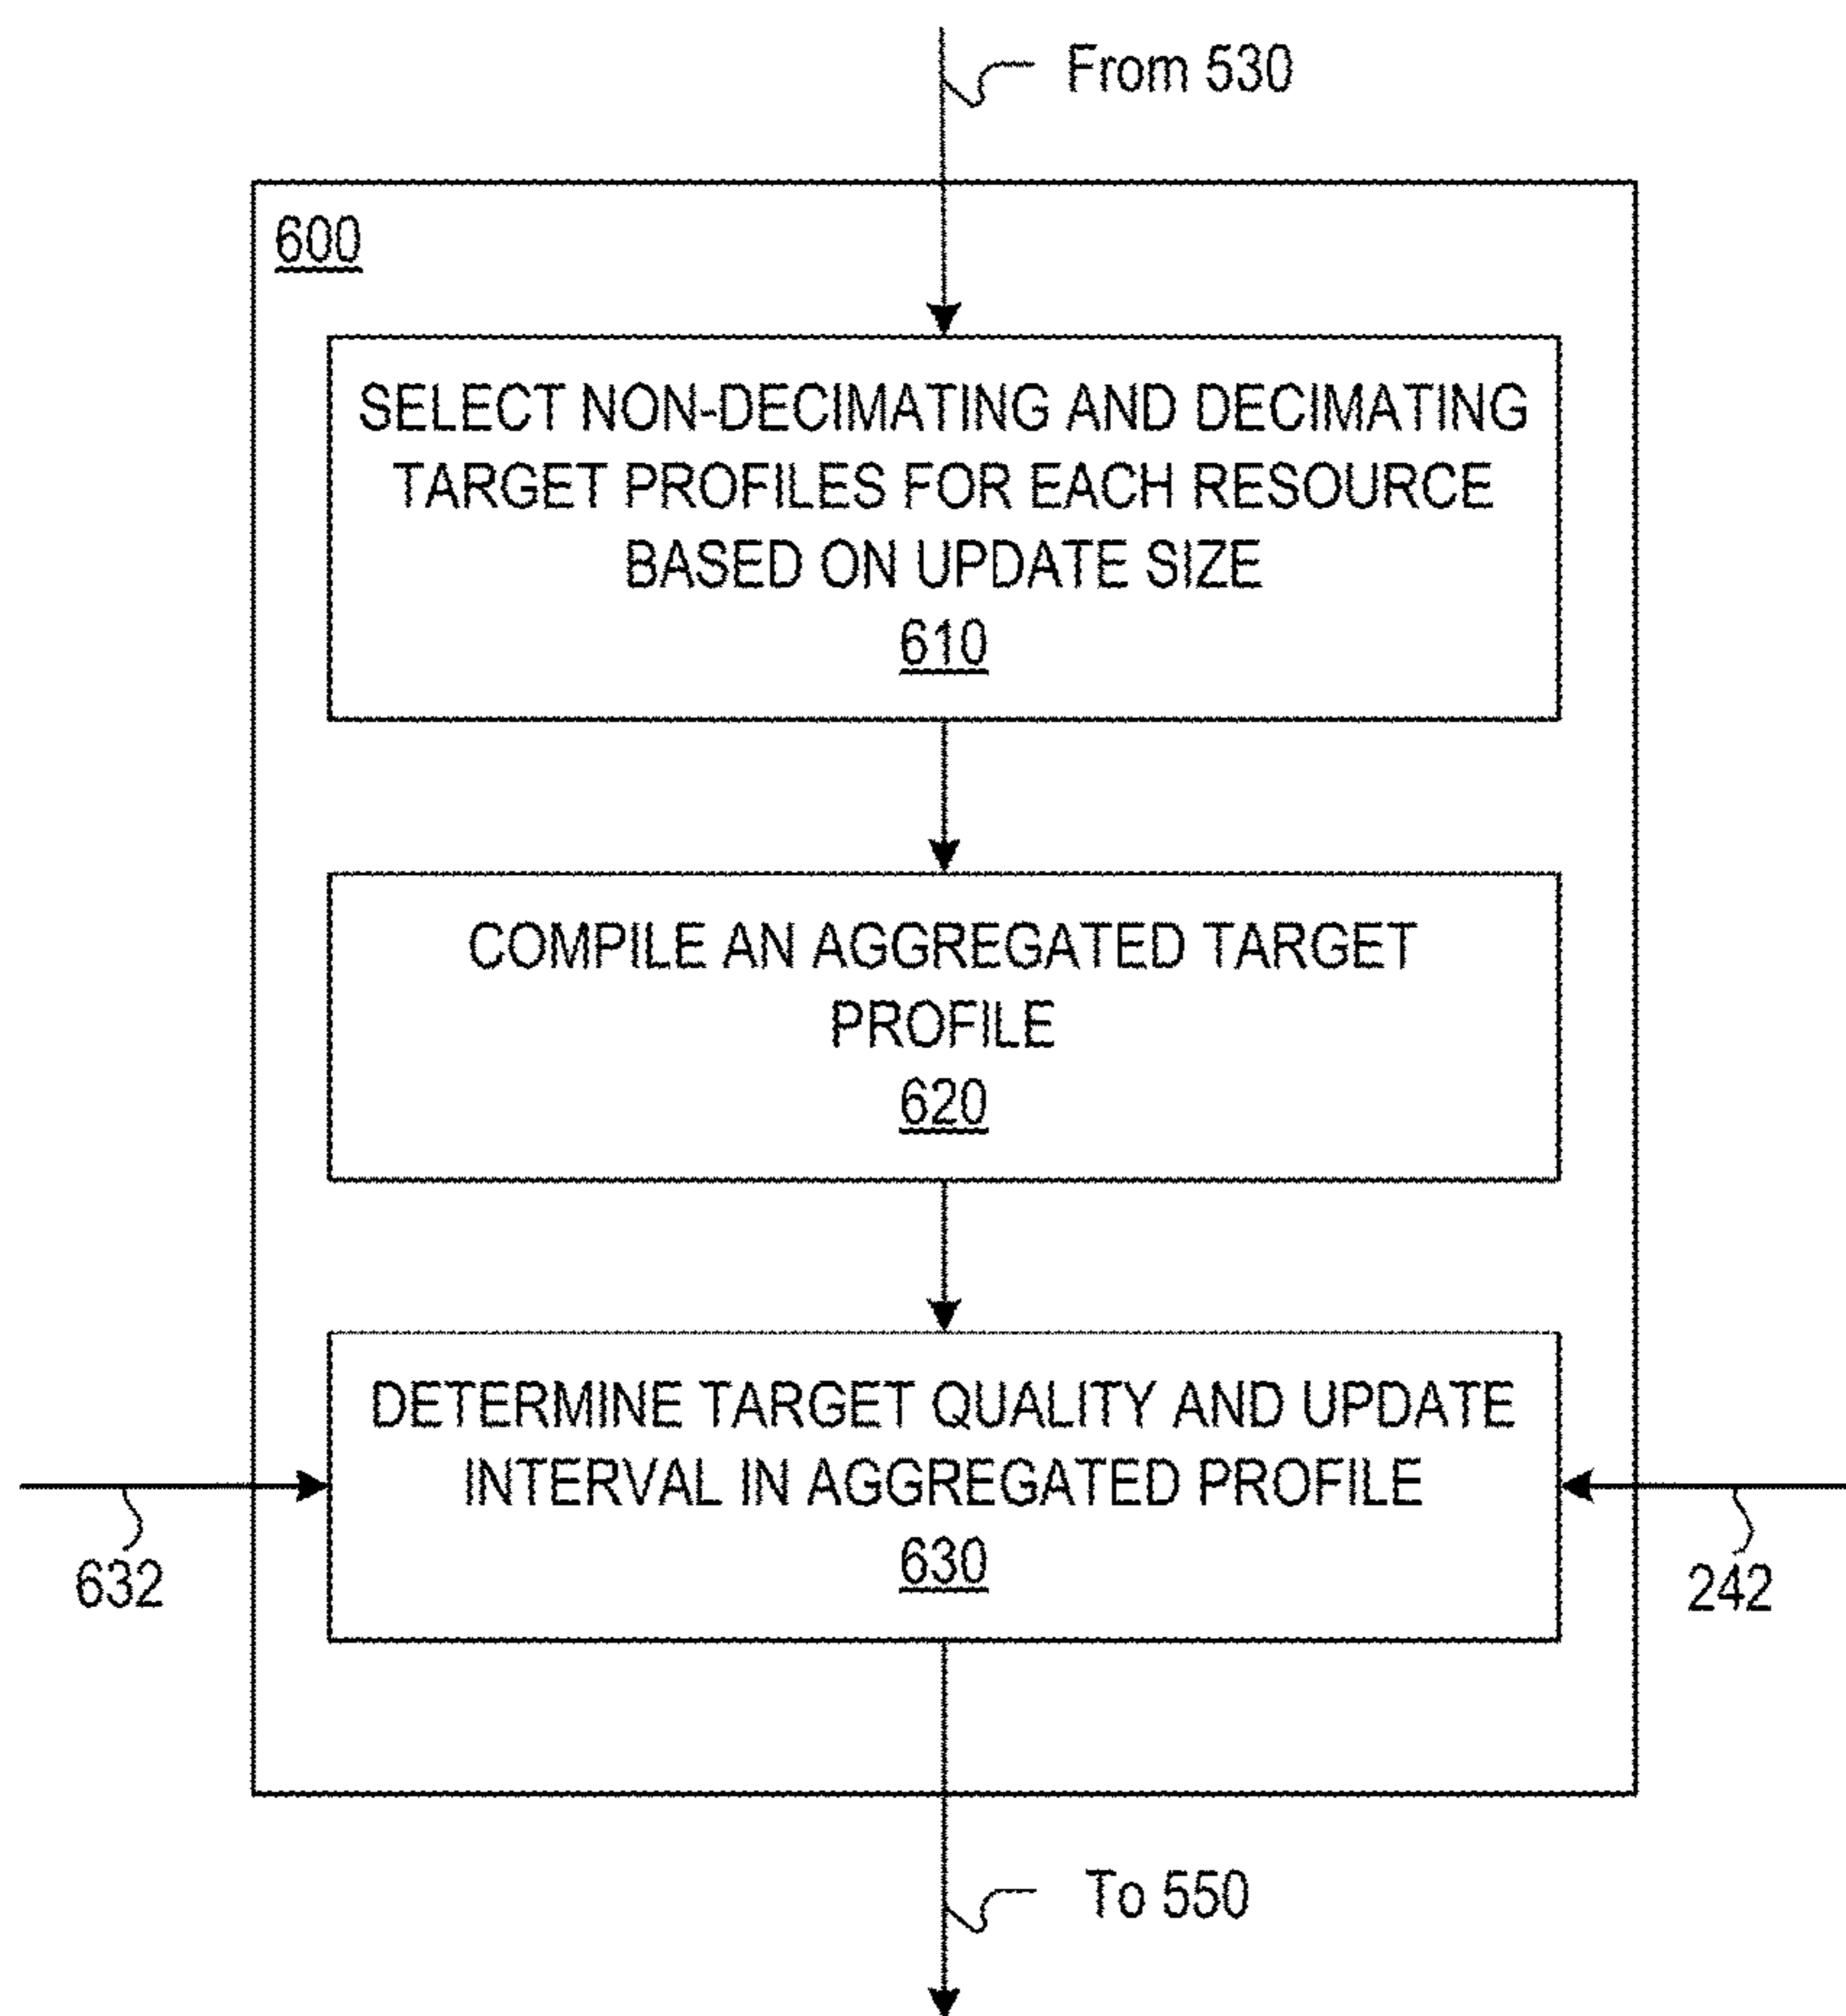 From 530
600
SELECT NON-DECIMATING AND DECIMATING
TARGET PROFILES FOR EACH RESOURCE
BASED ON UPDATE SIZE
610
COMPILE AN AGGREGATED TARGET
PROFILE
620
DETERMINE TARGET QUALITY AND UPDATE
INTERVAL IN AGGREGATED PROFILE
630
632
242
To 550